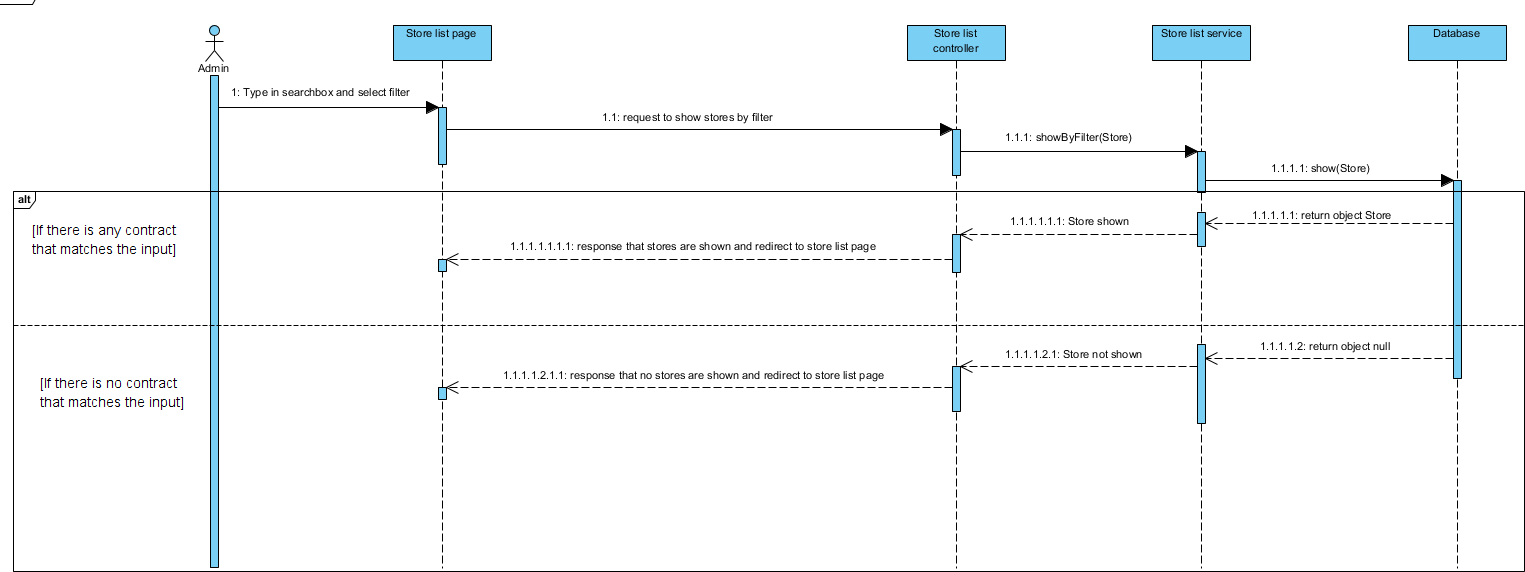 Admin
Store list page
Store list
controller
Store list service
Database
1: Type in searchbox and select filter
1.1: request to show stores by filter
1.1.1: showByFilter(Store)
1.1.1.1: show(Store)
alt
[If there is any contract
that matches the input]
1.1.1.1.1: return object Store
1.1.1.1.1.1: Store shown
1.1.1.1.1.1.1: response that stores are shown and redirect to store list page
[If there is no contract
that matches the input]
1.1.1.1.2: return object null
1.1.1.1.2.1: Store not shown
1.1.1.1.2.1.1: response that no stores are shown and redirect to store list page